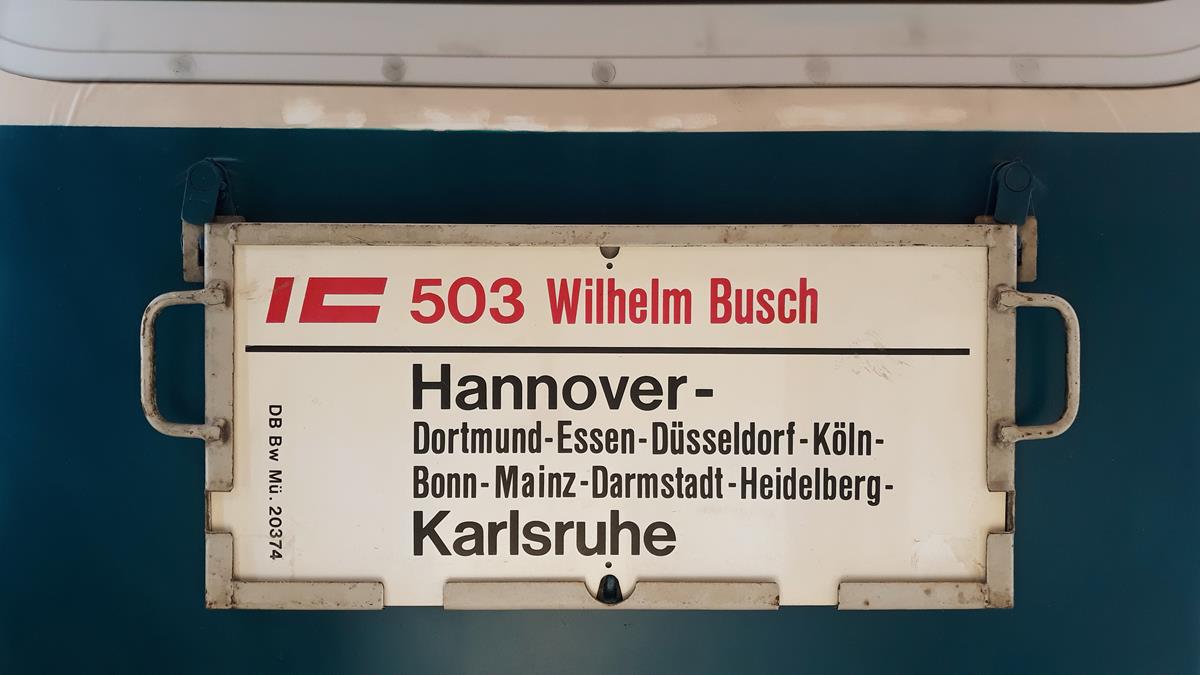 IC 503 Wilhelm Busch
Hannover-
Dortmund-Essen-Düsseldorf-Köln-
Bonn-Mainz-Darmstadt-Heidelberg-
Karlsruhe
DB Bw Mü. 20374